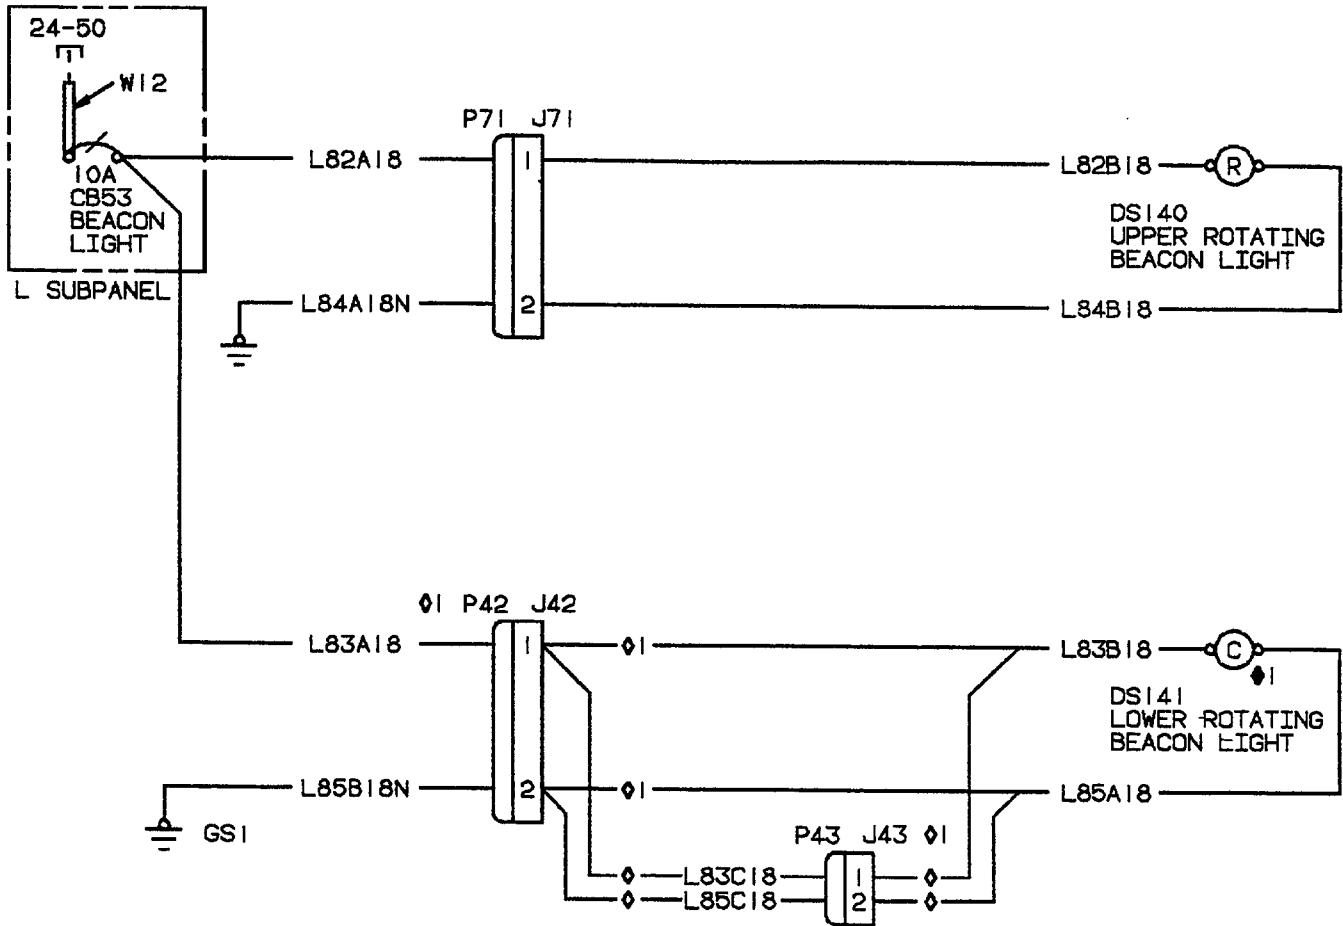 24-50
W12
P71 J71
L82A18
1
L82B18
R
10A
CB53
BEACON
LIGHT
DS140
UPPER ROTATING
BEACON LIGHT
L SUBPANEL
L84A18N
2
L84B18
◊1 P42 J42
L83A18
1
◊1
L83B18
C
♦1
DS141
LOWER ROTATING
BEACON LIGHT
L85B18N
2
◊1
L85A18
GS1
P43 J43 ◊1
◊ L83C18 1 ◊
◊ L85C18 2 ◊